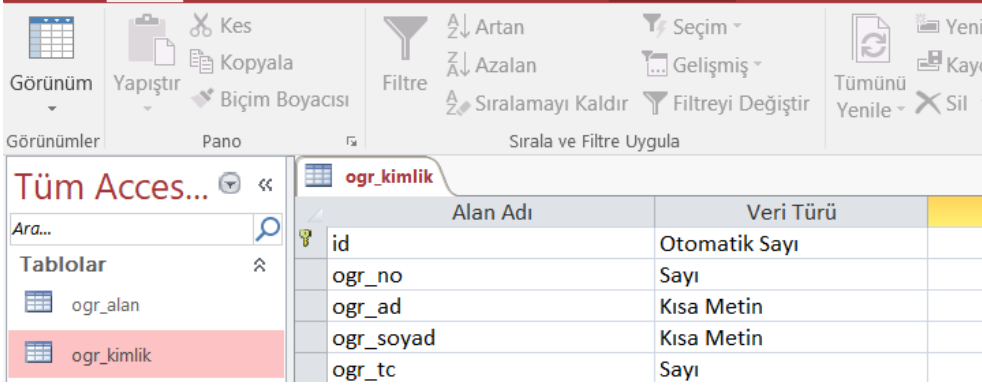 Görünüm
Yapıştır
Kes
Kopyala
Biçim Boyacısı
Filtre
Artan
Azalan
Sıralamayı Kaldır
Seçim
Gelişmiş
Filtreyi Değiştir
Tümünü
Yenile
Yeni
Kayd
Sil
Görünümler
Pano
Sırala ve Filtre Uygula
Tüm Acces...
Ara...
Tablolar
ogr_alan
ogr_kimlik
ogr_kimlik
Alan Adı Veri Türü
id Otomatik Sayı
ogr_no Sayı
ogr_ad Kısa Metin
ogr_soyad Kısa Metin
ogr_tc Sayı